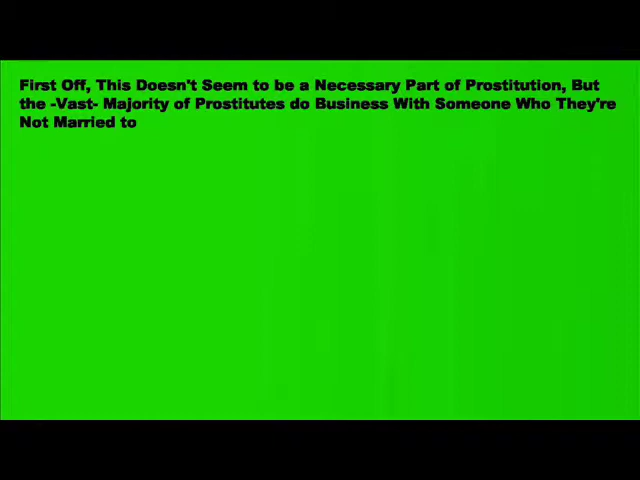 First Off, This Doesn't Seem to be a Necessary Part of Prostitution, But
the -Vast- Majority of Prostitutes do Business With Someone Who They're
Not Married to